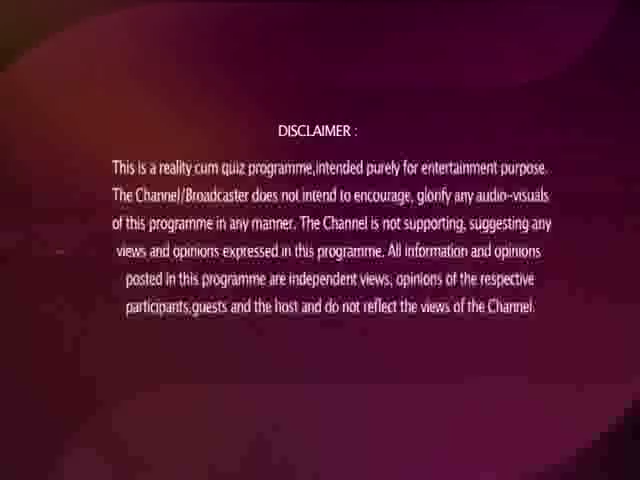 DISCLAIMER :
This is a reality cum quiz programme,intended purely for entertainment purpose.
The Channel/Broadcaster does not intend to encourage, glorify any audio-visuals
of this programme in any manner. The Channel is not supporting, suggesting any
views and opinions expressed in this programme. All information and opinions
posted in this programme are independent views, opinions of the respective
participants,guests and the host and do not reflect the views of the Channel.